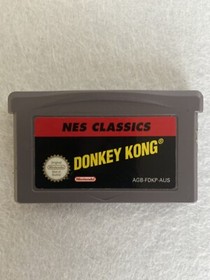 NES CLASSICS
DONKEY KONG®
Nintendo
AGB-FDKP-AUS